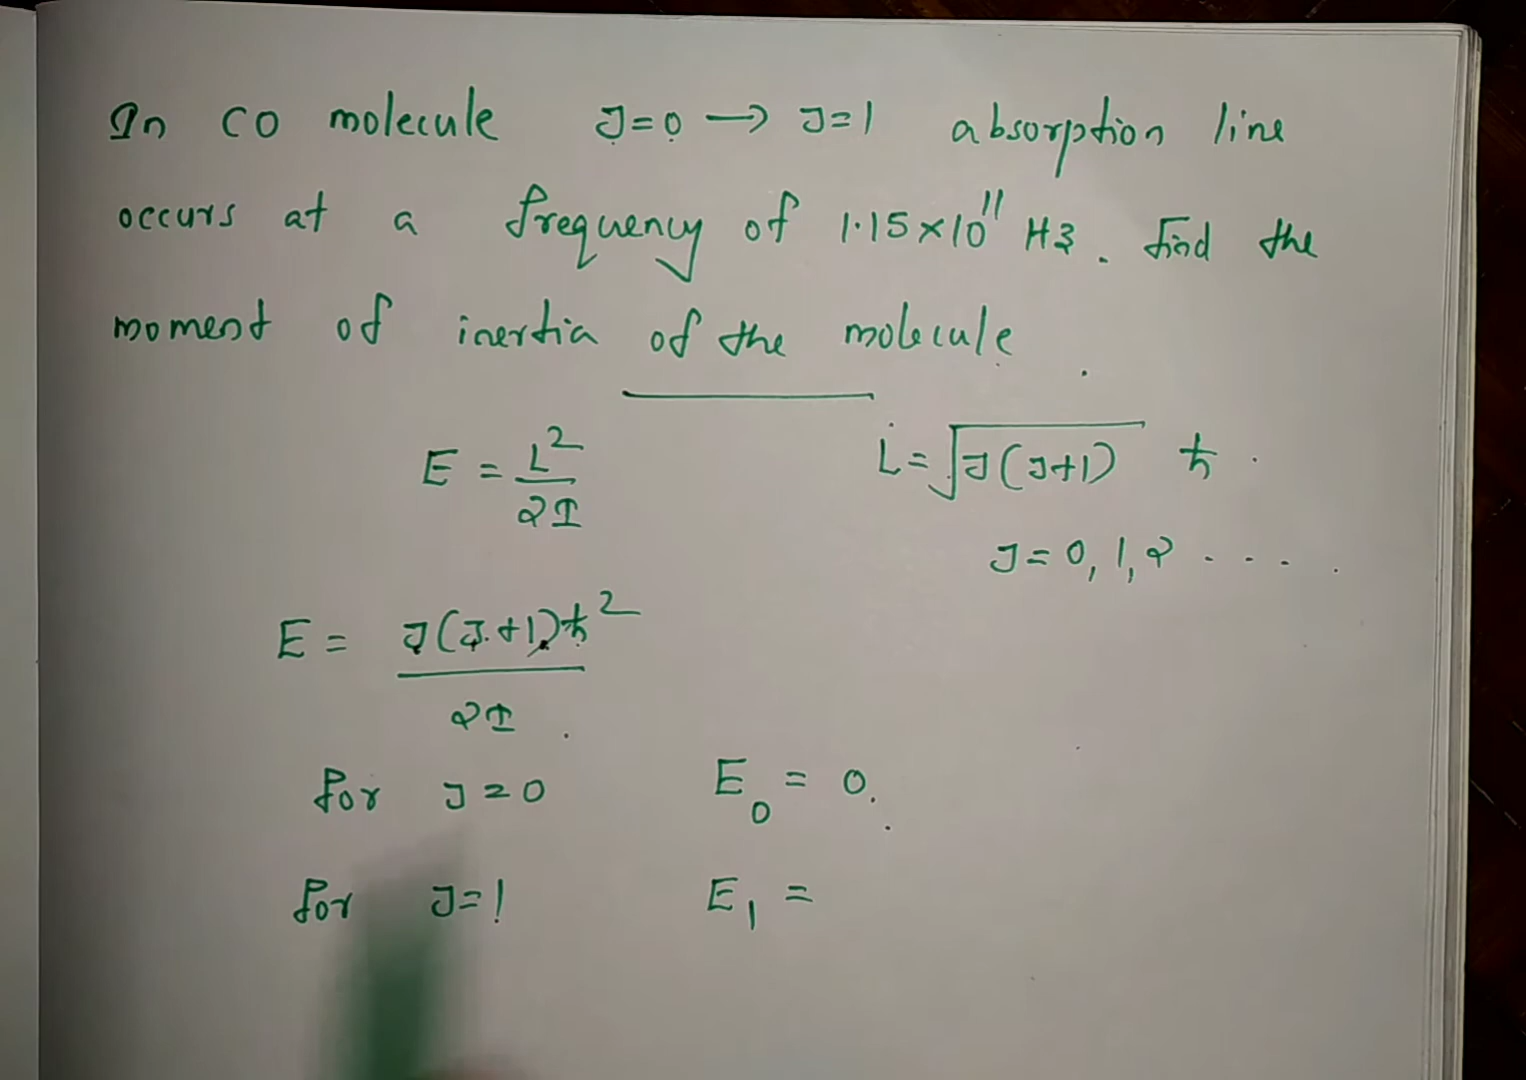 In CO molecule J=0 → J=1 absorption line
occurs at a frequency of 1.15×10¹¹ Hz. find the
moment of inertia of the molecule.
E = L²/2I L=√J(J+1) ħ.
J=0,1,2 ....
E = J(J+1)ħ²/2I.
for J=0 E₀ = 0.
for J=1 E₁ =